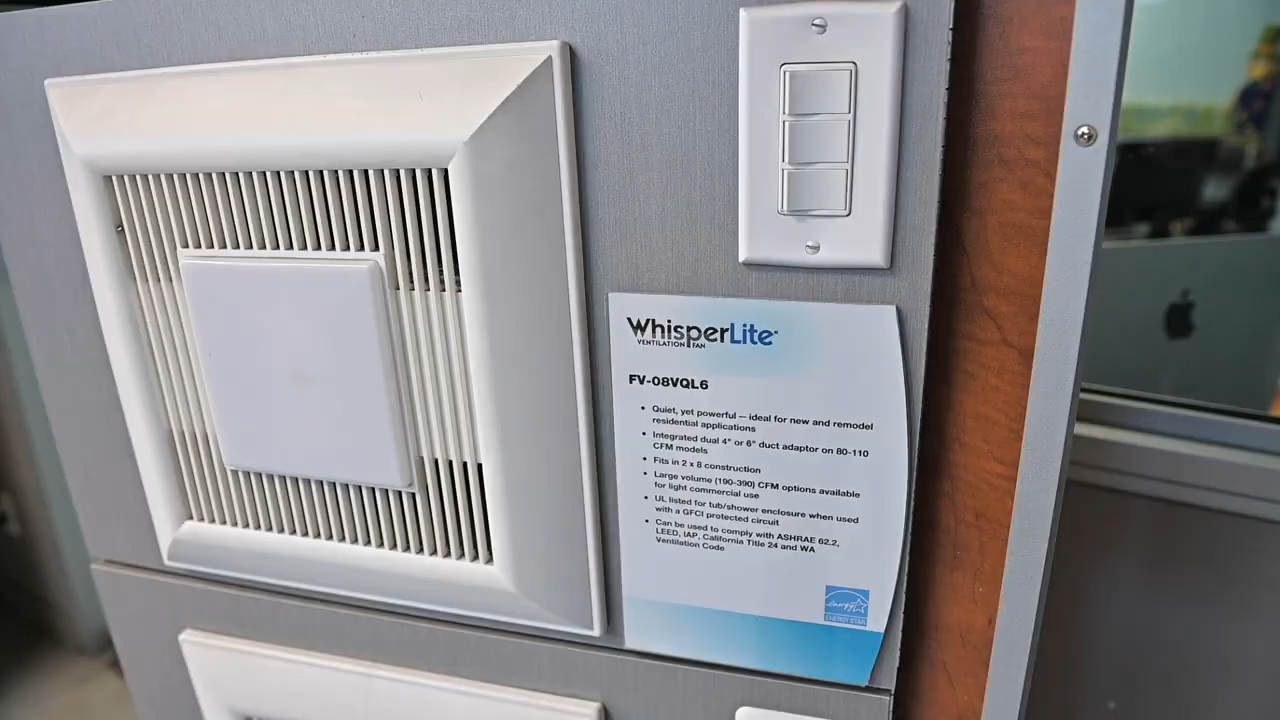 WhisperLite
VENTILATION FAN
FV-08VQL6
• Quiet, yet powerful — ideal for new and remodel
residential applications
• Integrated dual 4" or 6" duct adaptor on 80-110
CFM models
• Fits in 2 x 8 construction
• Large volume (190-390) CFM options available
for light commercial use
• UL listed for tub/shower enclosure when used
with a GFCI protected circuit
• Can be used to comply with ASHRAE 62.2,
LEED, IAP, California Title 24 and WA
Ventilation Code
energy
ENERGY STAR